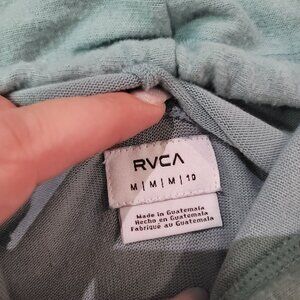 RVCA
M | M | M | 10
Made in Guatemala
Hecho en Guatemala
Fabriqué au Guatemala